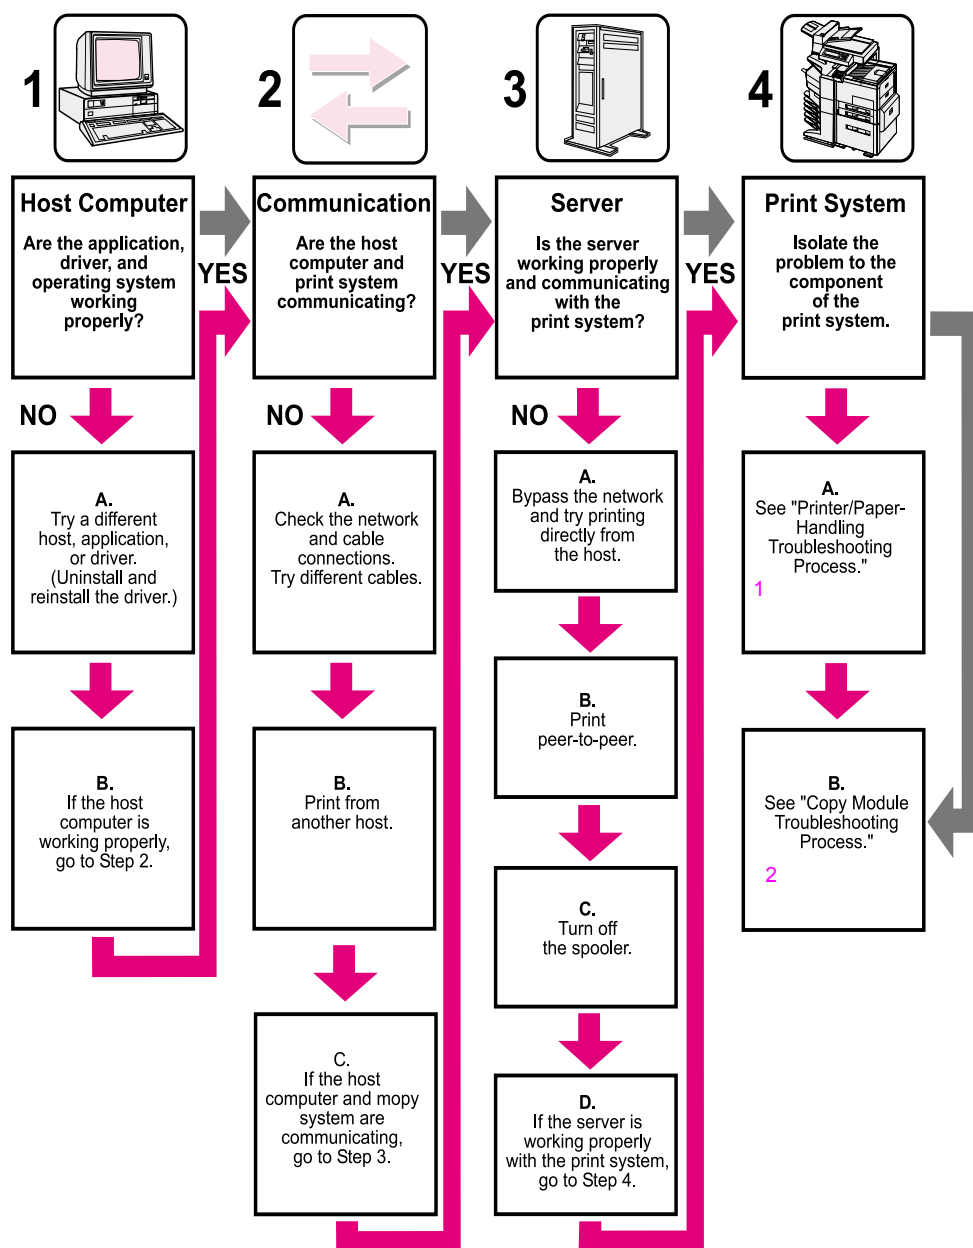 1
2
3
4
Host Computer
Are the application,
driver, and
operating system
working
properly?
YES
NO
A.
Try a different
host, application,
or driver.
(Uninstall and
reinstall the driver.)
B.
If the host
computer is
working properly,
go to Step 2.
Communication
Are the host
computer and
print system
communicating?
YES
NO
A.
Check the network
and cable
connections.
Try different cables.
B.
Print from
another host.
C.
If the host
computer and mopy
system are
communicating,
go to Step 3.
Server
Is the server
working properly
and communicating
with the
print system?
YES
NO
A.
Bypass the network
and try printing
directly from
the host.
B.
Print
peer-to-peer.
C.
Turn off
the spooler.
D.
If the server is
working properly
with the print system,
go to Step 4.
Print System
Isolate the
problem to the
component
of the
print system.
A.
See "Printer/Paper-
Handling
Troubleshooting
Process."
1
B.
See "Copy Module
Troubleshooting
Process."
2